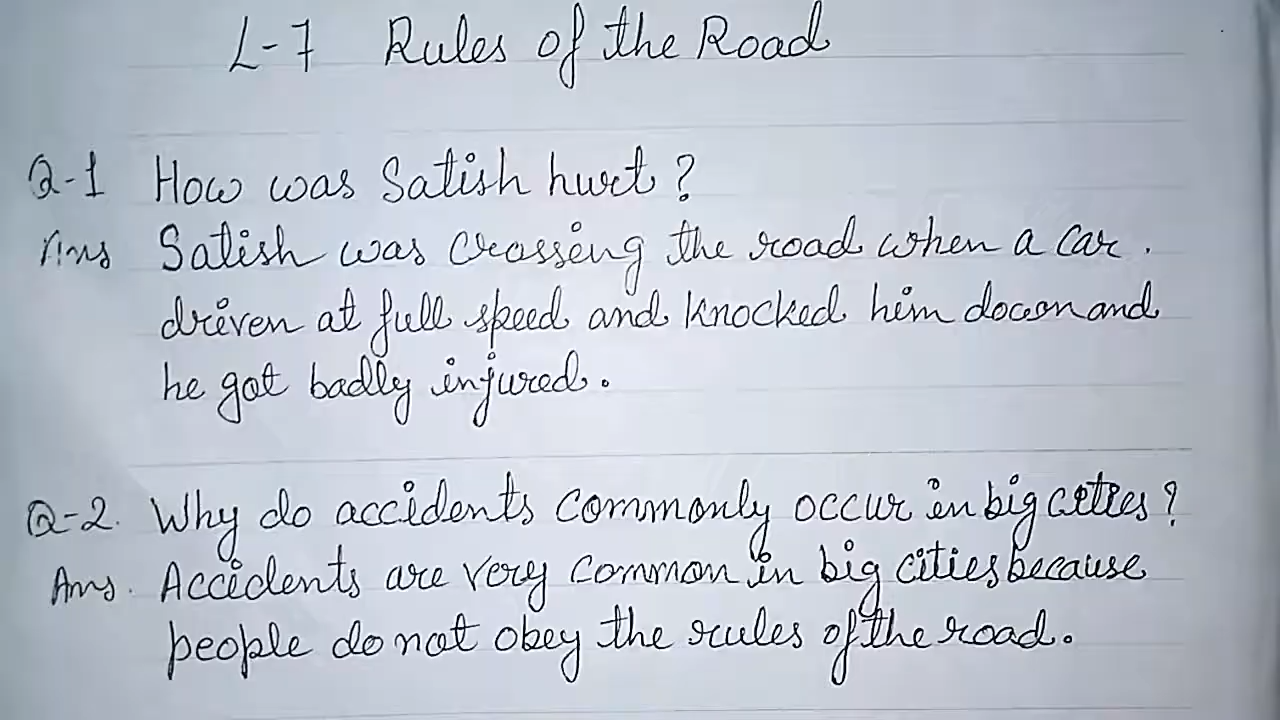 L-7 Rules of the Road
Q-1 How was Satish hurt?
Ans Satish was crossing the road when a car.
driven at full speed and knocked him down and
he got badly injured.
Q-2. Why do accidents commonly occur in big cities?
Ans. Accidents are very common in big cities because
people do not obey the rules of the road.